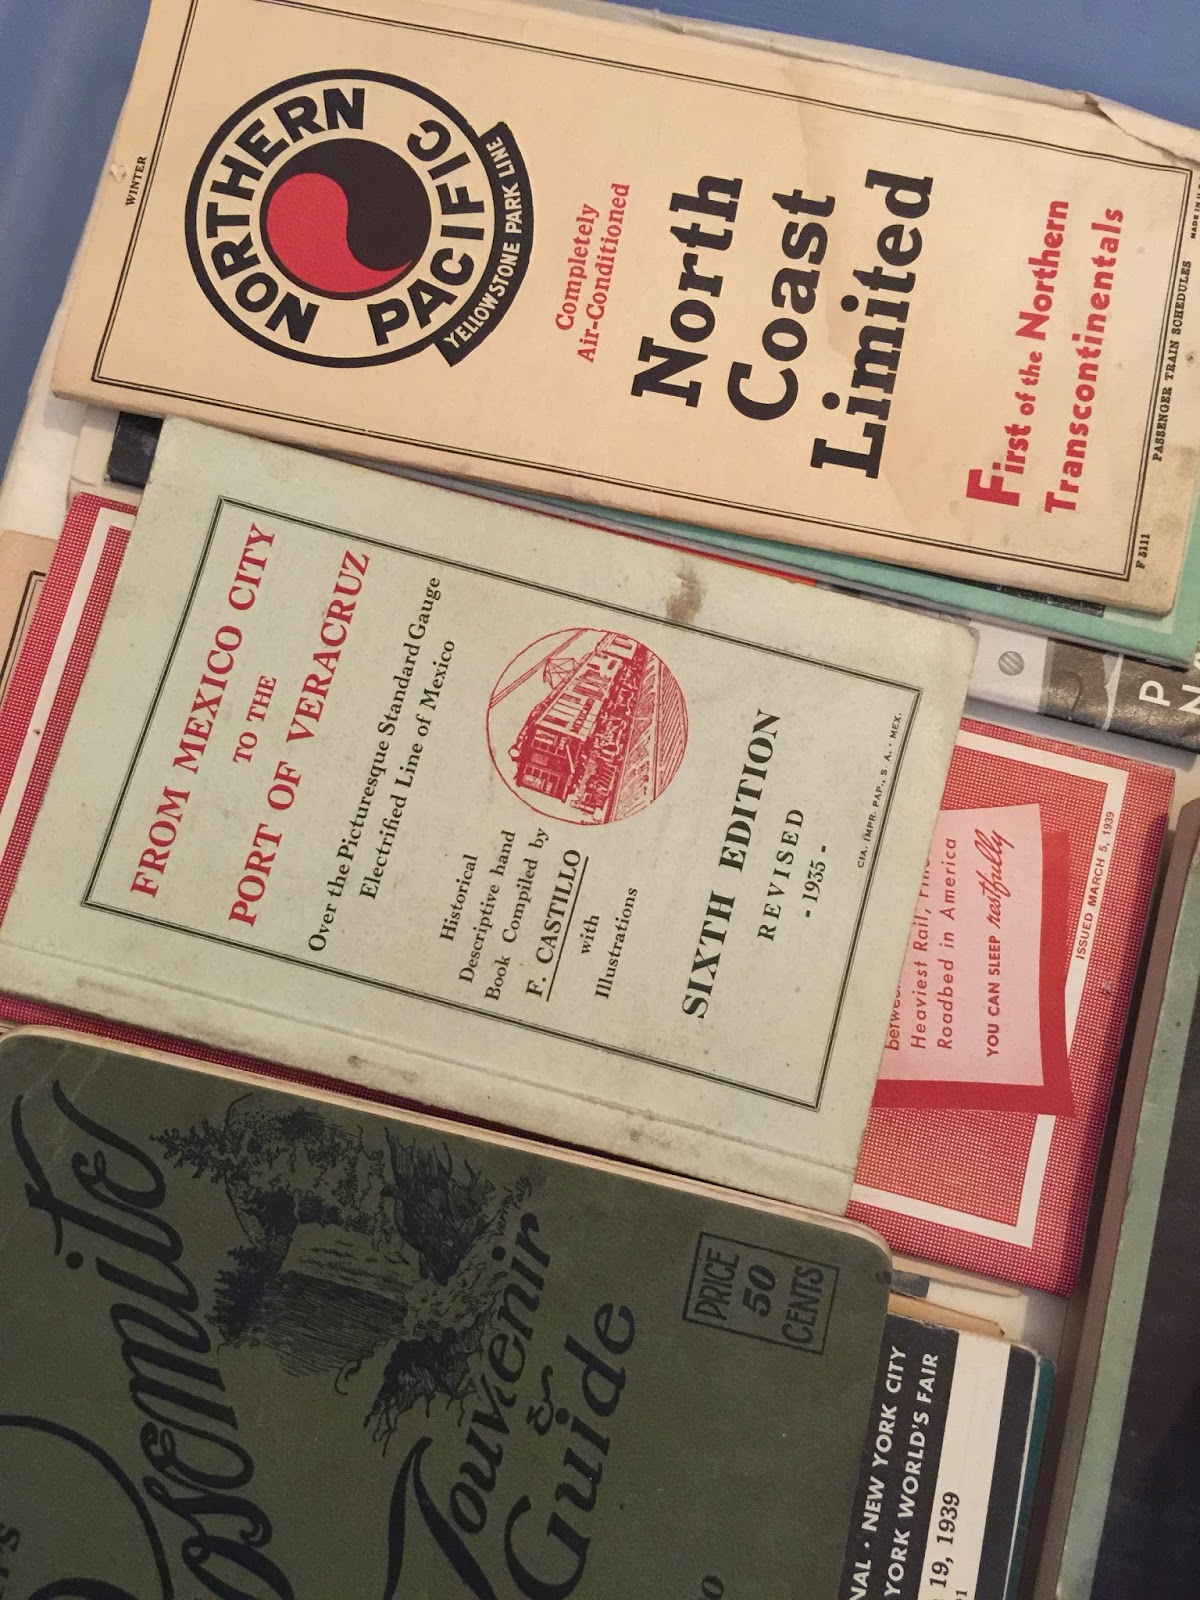 WINTER
NORTHERN PACIFIC
YELLOWSTONE PARK LINE
Completely
Air-Conditioned
North
Coast
Limited
First of the Northern
Transcontinentals
PASSENGER TRAIN SCHEDULES
F 5111
MADE IN U.S.
FROM MEXICO CITY
TO THE
PORT OF VERACRUZ
Over the Picturesque Standard Gauge
Electrified Line of Mexico
Historical
Descriptive hand
Book Compiled by
F. CASTILLO
with
Illustrations
SIXTH EDITION
REVISED
- 1935 -
CIA. IMPR. PAP., S. A. - MEX.
P
N
Heaviest Rail,
Roadbed in America
YOU CAN SLEEP restfully
ISSUED MARCH 5, 1939
Souvenir
&
Guide
PRICE
50
CENTS
NAL · NEW YORK CITY
YORK WORLD'S FAIR
19, 1939